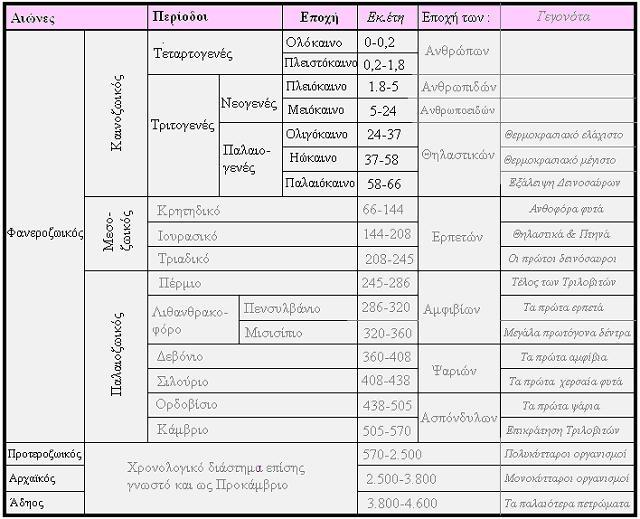 Αιώνες Περίοδοι Εποχή Εκ.έτη Εποχή των : Γεγονότα
Φανεροζωικός
Καινοζωικός
Τεταρτογενές
Ολόκαινο 0-0,2
Πλειστόκαινο 0,2-1,8
Ανθρώπων
Τριτογενές
Νεογενές
Πλειόκαινο 1.8-5 Ανθρωπιδών
Μειόκαινο 5-24 Ανθρωποειδών
Παλαιο-
γενές
Ολιγόκαινο 24-37 Θερμοκρασιακό ελάχιστο
Ηώκαινο 37-58 Θερμοκρασιακό μέγιστο
Παλαιόκαινο 58-66 Εξάλειψη Δεινοσαύρων
Θηλαστικών
Μεσο-
ζωικός
Κρητηδικό 66-144 Ανθοφόρα φυτά
Ιουρασικό 144-208 Θηλαστικά & Πτηνά
Τριαδικό 208-245 Οι πρώτοι δεινόσαυροι
Ερπετών
Παλαιοζωικός
Πέρμιο 245-286 Τέλος των Τριλοβιτών
Λιθανθρακο-
φόρο
Πενσυλβάνιο 286-320 Τα πρώτα ερπετά
Μισισίπιο 320-360 Μεγάλα πρωτόγονα δέντρα
Αμφιβίων
Δεβόνιο 360-408 Τα πρώτα αμφίβια
Σιλούριο 408-438 Τα πρώτα χερσαία φυτά
Ψαριών
Ορδοβίσιο 438-505 Τα πρώτα ψάρια
Κάμβριο 505-570 Επικράτηση Τριλοβιτών
Ασπόνδυλων
Προτεροζωικός 570-2.500 Πολυκύτταροι οργανισμοί
Αρχαϊκός 2.500-3.800 Μονοκύτταροι οργανισμοί
Άδηος 3.800-4.600 Τα παλαιότερα πετρώματα
Χρονολογικό διάστημα επίσης
γνωστό και ως Προκάμβριο